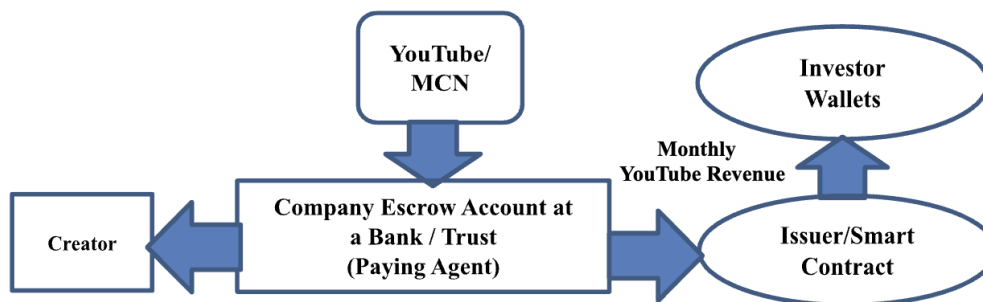 YouTube/
MCN
Investor
Wallets
Monthly
YouTube Revenue
Creator
Company Escrow Account at
a Bank / Trust
(Paying Agent)
Issuer/Smart
Contract